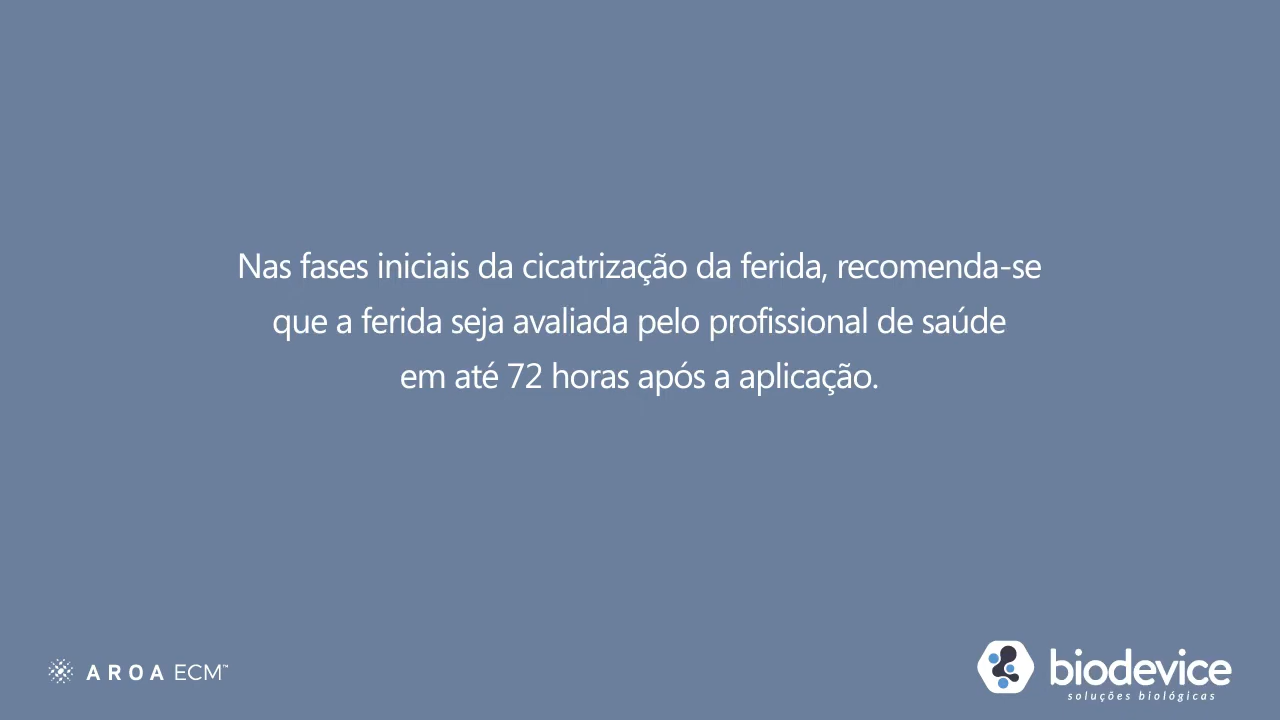 Nas fases iniciais da cicatrização da ferida, recomenda-se
que a ferida seja avaliada pelo profissional de saúde
em até 72 horas após a aplicação.
AROA ECM™
biodevice
soluções biológicas